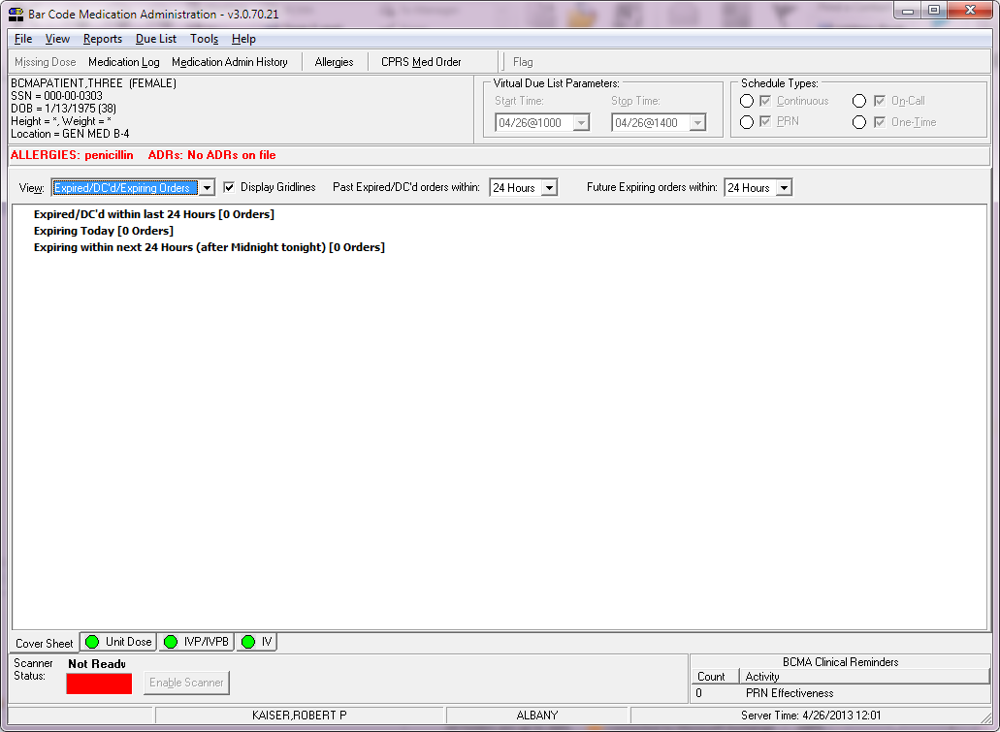 Bar Code Medication Administration - v3.0.70.21
File View Reports Due List Tools Help
Missing Dose Medication Log Medication Admin History Allergies CPRS Med Order Flag
BCMAPATIENT,THREE (FEMALE)
SSN = 000-00-0303
DOB = 1/13/1975 (38)
Height = *, Weight = *
Location = GEN MED B-4
Virtual Due List Parameters:
Start Time: Stop Time:
04/26@1000 04/26@1400
Schedule Types:
Continuous On-Call
PRN One-Time
ALLERGIES: penicillin ADRs: No ADRs on file
View: Expired/DC'd/Expiring Orders Display Gridlines Past Expired/DC'd orders within: 24 Hours Future Expiring orders within: 24 Hours
Expired/DC'd within last 24 Hours [0 Orders]
Expiring Today [0 Orders]
Expiring within next 24 Hours (after Midnight tonight) [0 Orders]
Cover Sheet Unit Dose IVP/IVPB IV
Scanner Status: Not Ready
Enable Scanner
BCMA Clinical Reminders
Count Activity
0 PRN Effectiveness
KAISER,ROBERT P ALBANY Server Time: 4/26/2013 12:01